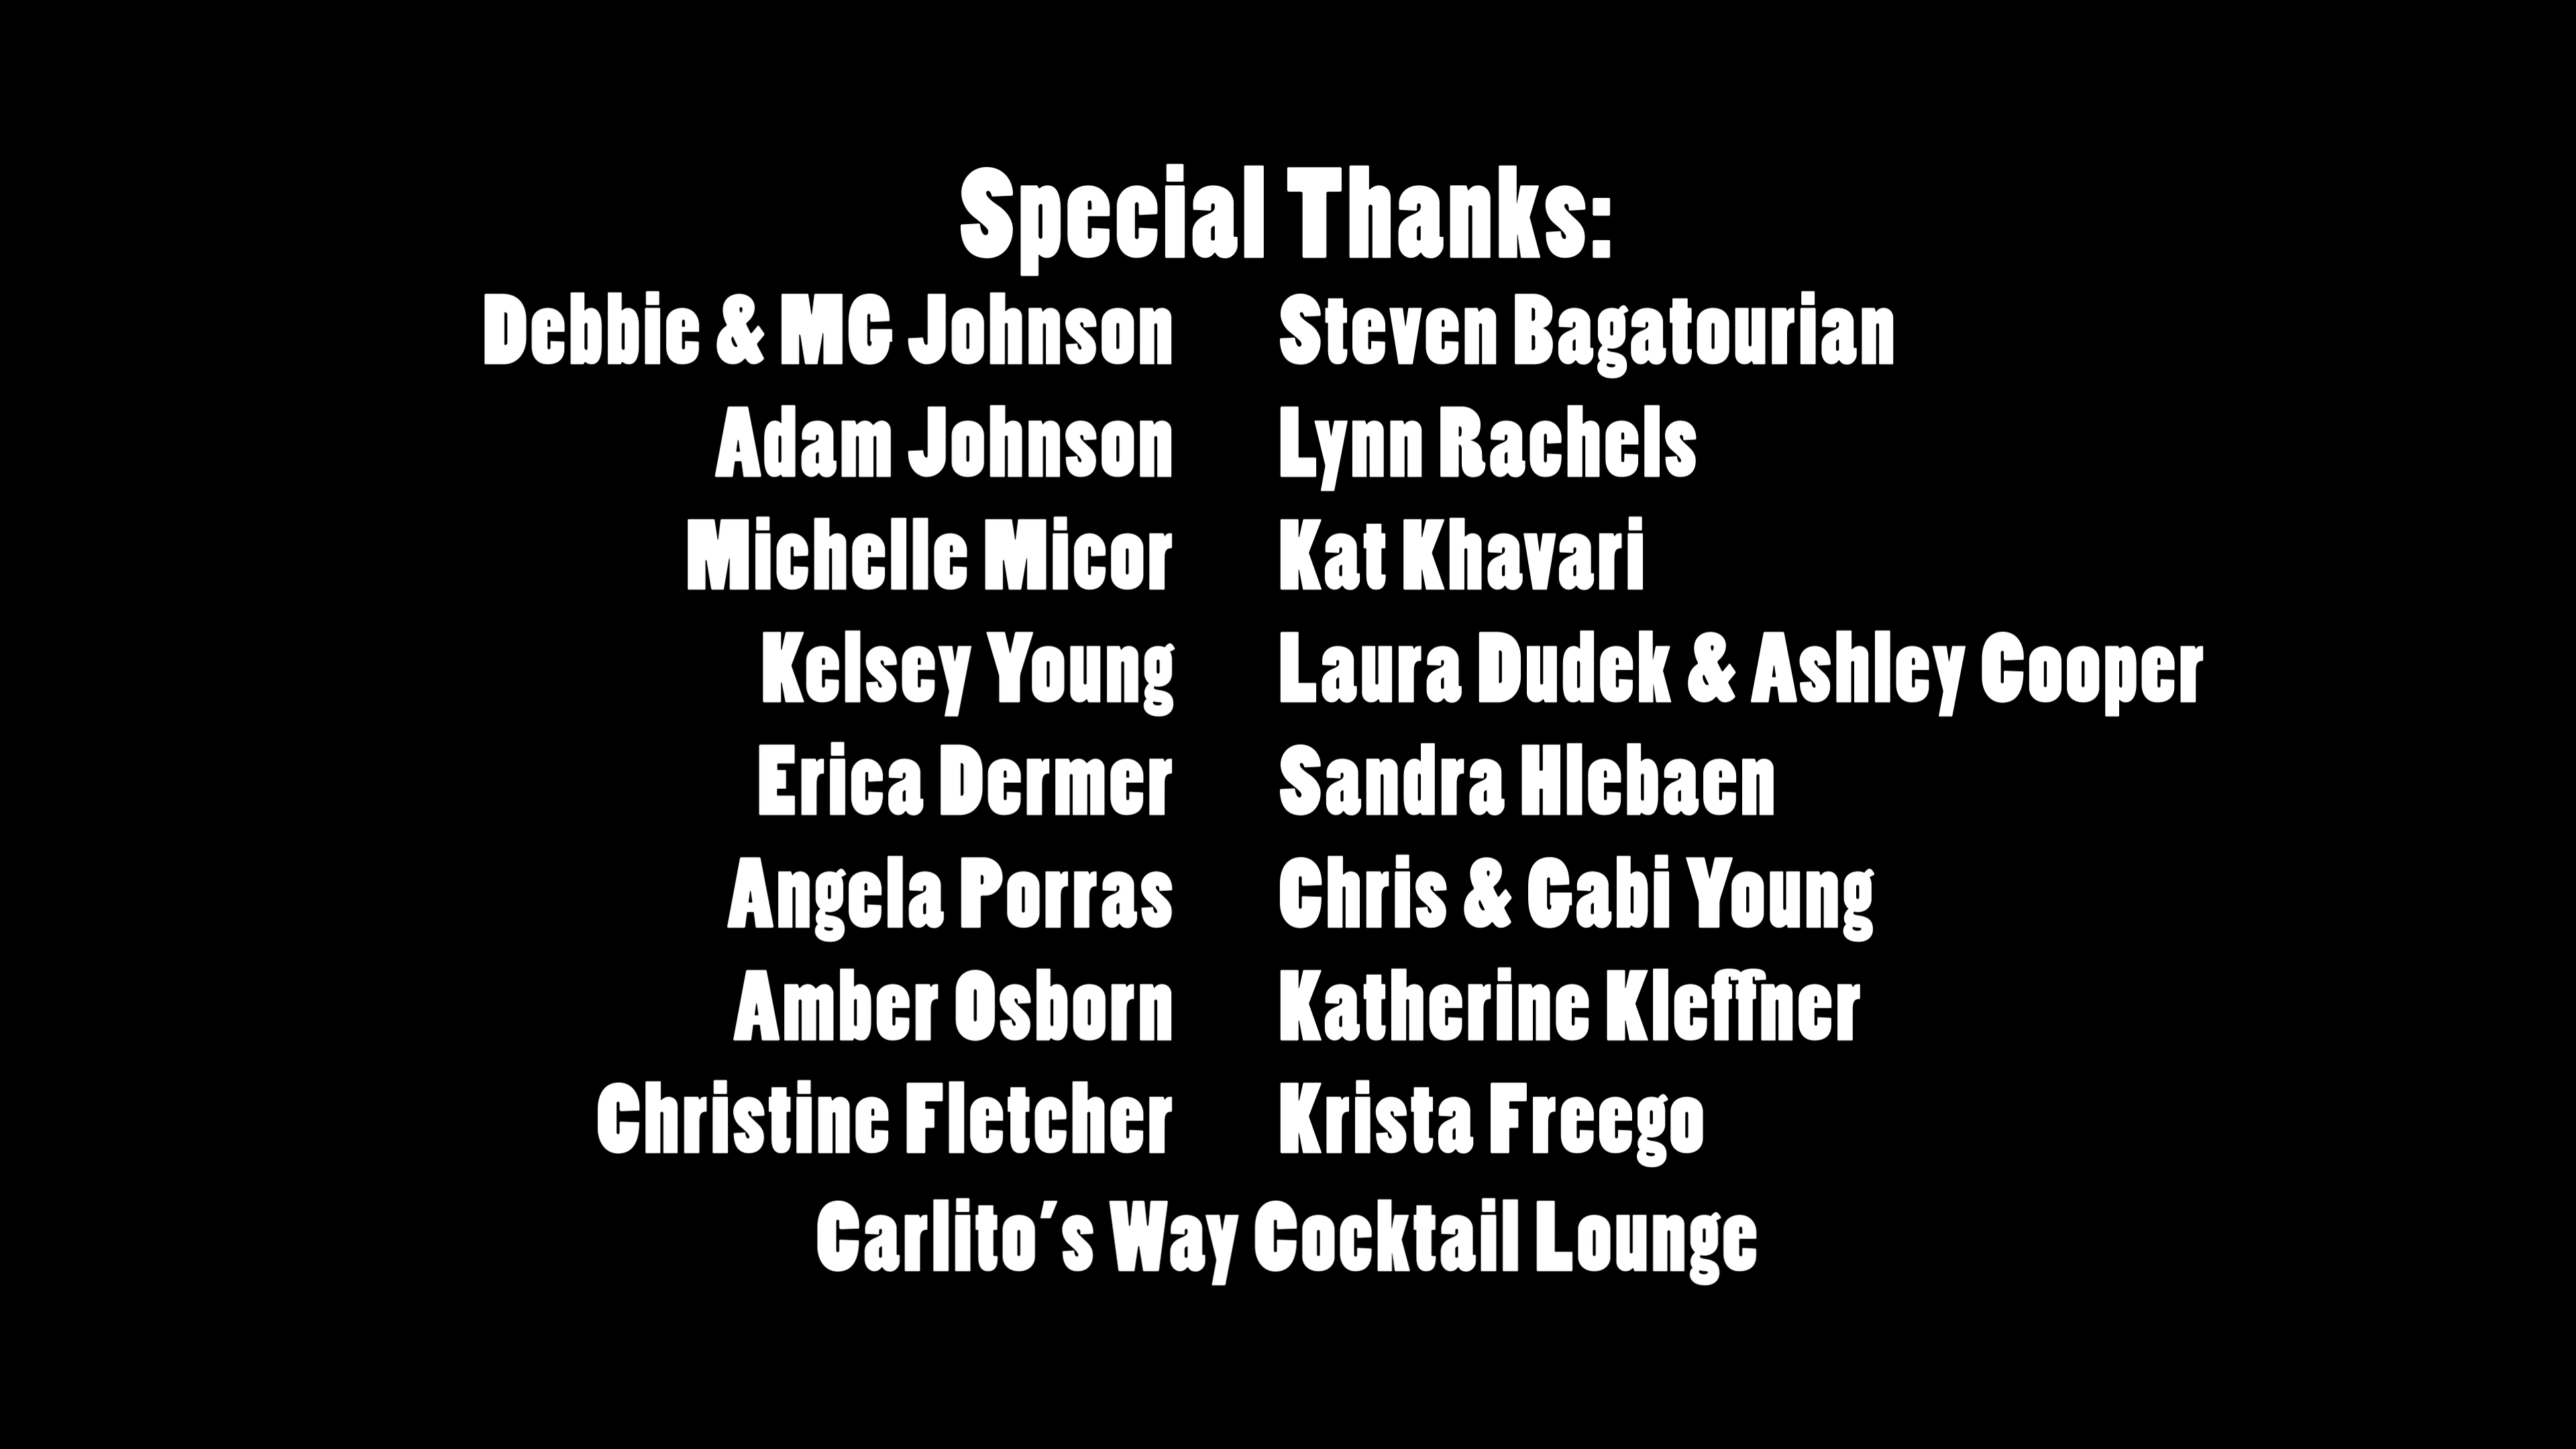 Special Thanks:
Debbie & MG Johnson Steven Bagatourian
Adam Johnson Lynn Rachels
Michelle Micor Kat Khavari
Kelsey Young Laura Dudek & Ashley Cooper
Erica Dermer Sandra Hlebaen
Angela Porras Chris & Gabi Young
Amber Osborn Katherine Kleffner
Christine Fletcher Krista Freego
Carlito's Way Cocktail Lounge